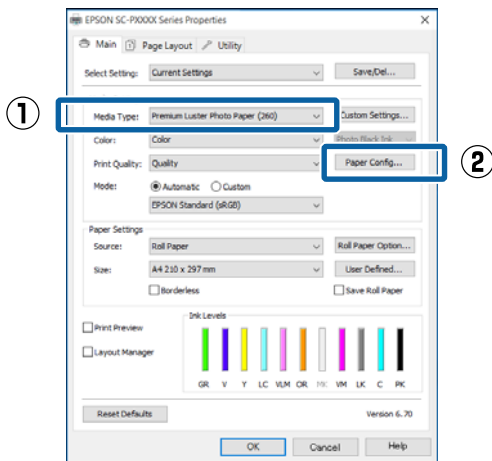 EPSON SC-PXXXX Series Properties
Main Page Layout Utility
Select Setting: Current Settings Save/Del...
① Media Type: Premium Luster Photo Paper (260) Custom Settings...
Color: Color Photo Black Ink
Print Quality: Quality Paper Config... ②
Mode: Automatic Custom
EPSON Standard (sRGB)
Paper Settings
Source: Roll Paper Roll Paper Option...
Size: A4 210 x 297 mm User Defined...
Borderless Save Roll Paper
Ink Levels
Print Preview
Layout Manager
GR V Y LC VLM OR MK VM LK C PK
Reset Defaults Version 6.70
OK Cancel Help